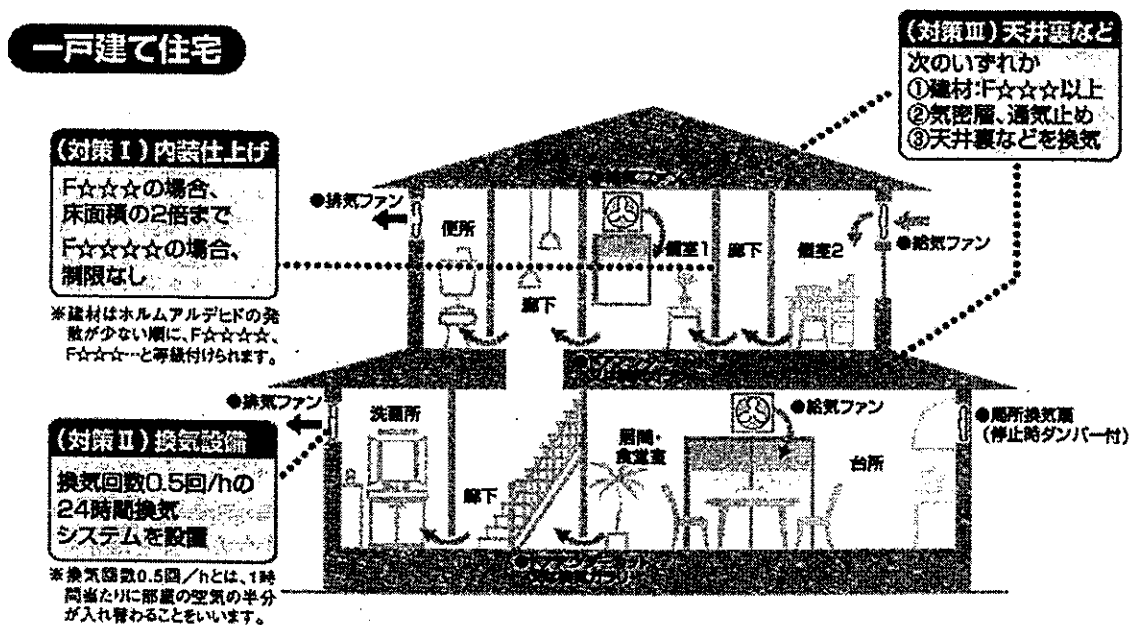 一戸建て住宅
(対策Ⅲ)天井裏など
次のいずれか
①建材:F☆☆☆以上
②気密層、通気止め
③天井裏などを換気
(対策Ⅰ)内装仕上げ
F☆☆☆の場合、
床面積の2倍まで
F☆☆☆☆の場合、
制限なし
※建材はホルムアルデヒドの発
散が少ない順に、F☆☆☆☆、
F☆☆☆…と等級付けられます。
●排気ファン
便所
廊下
個室1
廊下
個室2
●給気ファン
(対策Ⅱ)換気設備
換気回数0.5回/hの
24時間換気
システムを設置
※換気回数0.5回/hとは、1時
間当たりに部屋の空気の半分
が入れ替わることをいいます。
●排気ファン
洗面所
廊下
居間・
食堂室
●給気ファン
台所
●局所換気扇
(停止時ダンパー付)